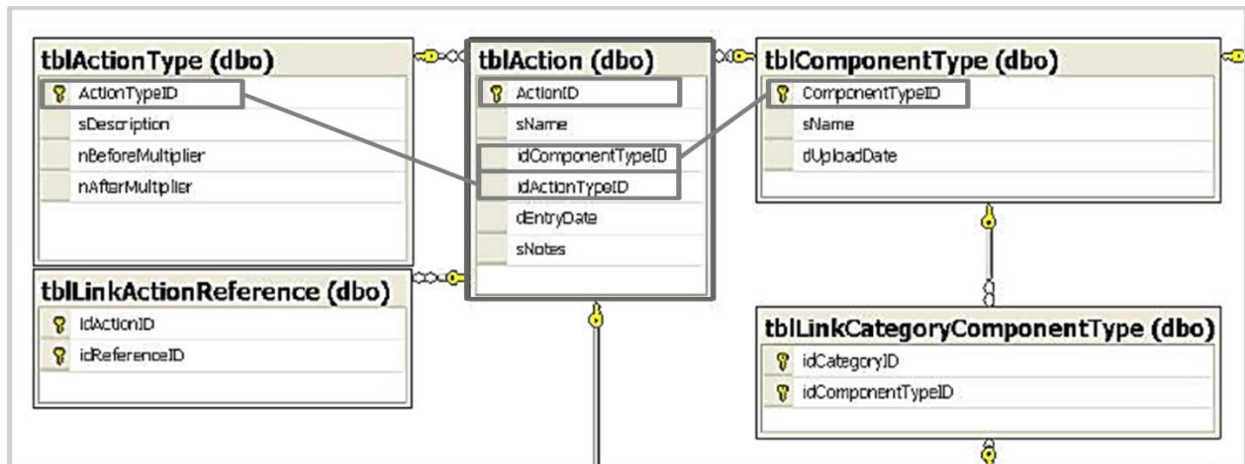 tblActionType (dbo)
ActionTypeID
sDescription
nBeforeMultiplier
nAfterMultiplier
tblAction (dbo)
ActionID
sName
idComponentTypeID
idActionTypeID
dEntryDate
sNotes
tblComponentType (dbo)
ComponentTypeID
sName
dUploadDate
tblLinkActionReference (dbo)
idActionID
idReferenceID
tblLinkCategoryComponentType (dbo)
idCategoryID
idComponentTypeID